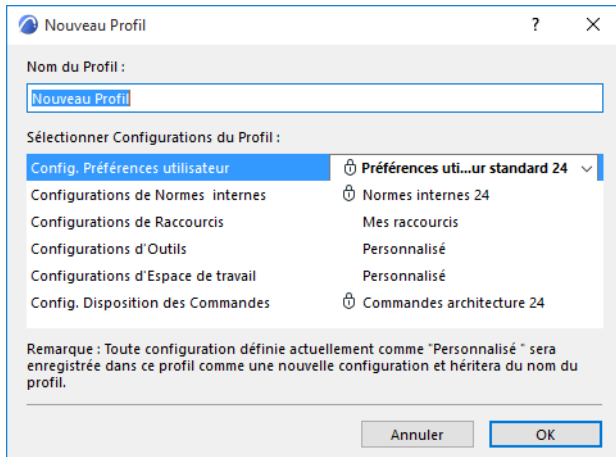 Nouveau Profil
?
Nom du Profil :
Nouveau Profil
Sélectionner Configurations du Profil :
Config. Préférences utilisateur Préférences uti...ur standard 24
Configurations de Normes internes Normes internes 24
Configurations de Raccourcis Mes raccourcis
Configurations d'Outils Personnalisé
Configurations d'Espace de travail Personnalisé
Config. Disposition des Commandes Commandes architecture 24
Remarque : Toute configuration définie actuellement comme "Personnalisé " sera
enregistrée dans ce profil comme une nouvelle configuration et héritera du nom du
profil.
Annuler OK